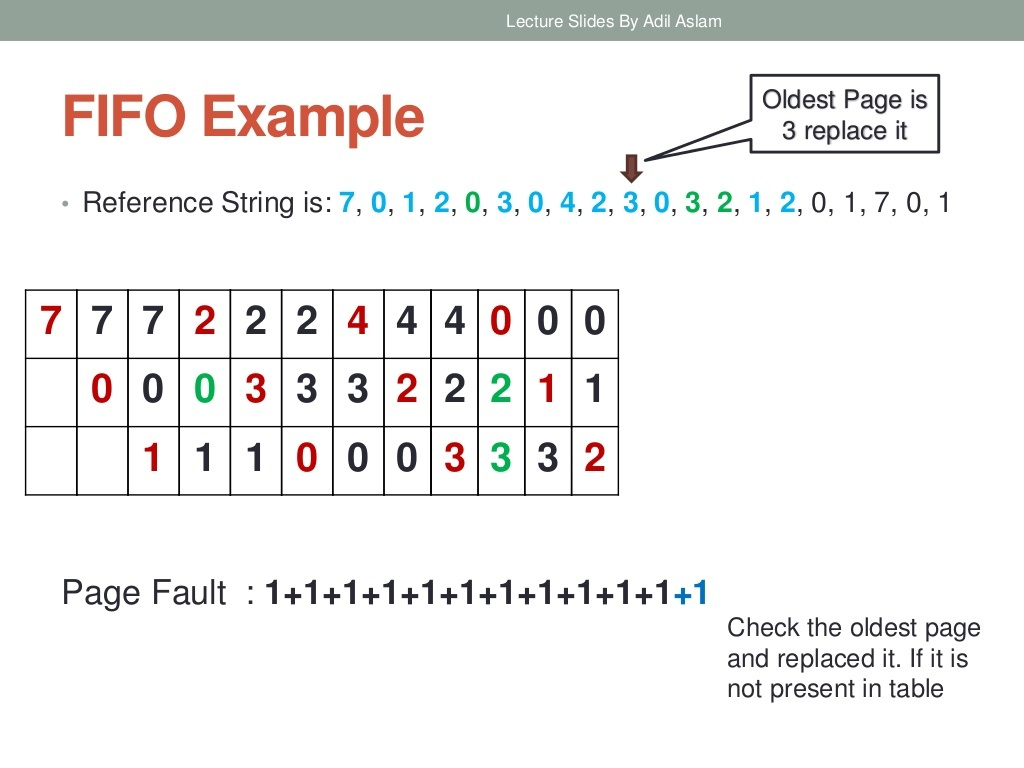 Lecture Slides By Adil Aslam
FIFO Example
Oldest Page is
3 replace it
• Reference String is: 7, 0, 1, 2, 0, 3, 0, 4, 2, 3, 0, 3, 2, 1, 2, 0, 1, 7, 0, 1
7 7 7 2 2 2 4 4 4 0 0 0
0 0 0 3 3 3 2 2 2 1 1
1 1 1 0 0 0 3 3 3 2
Page Fault : 1+1+1+1+1+1+1+1+1+1+1+1
Check the oldest page
and replaced it. If it is
not present in table